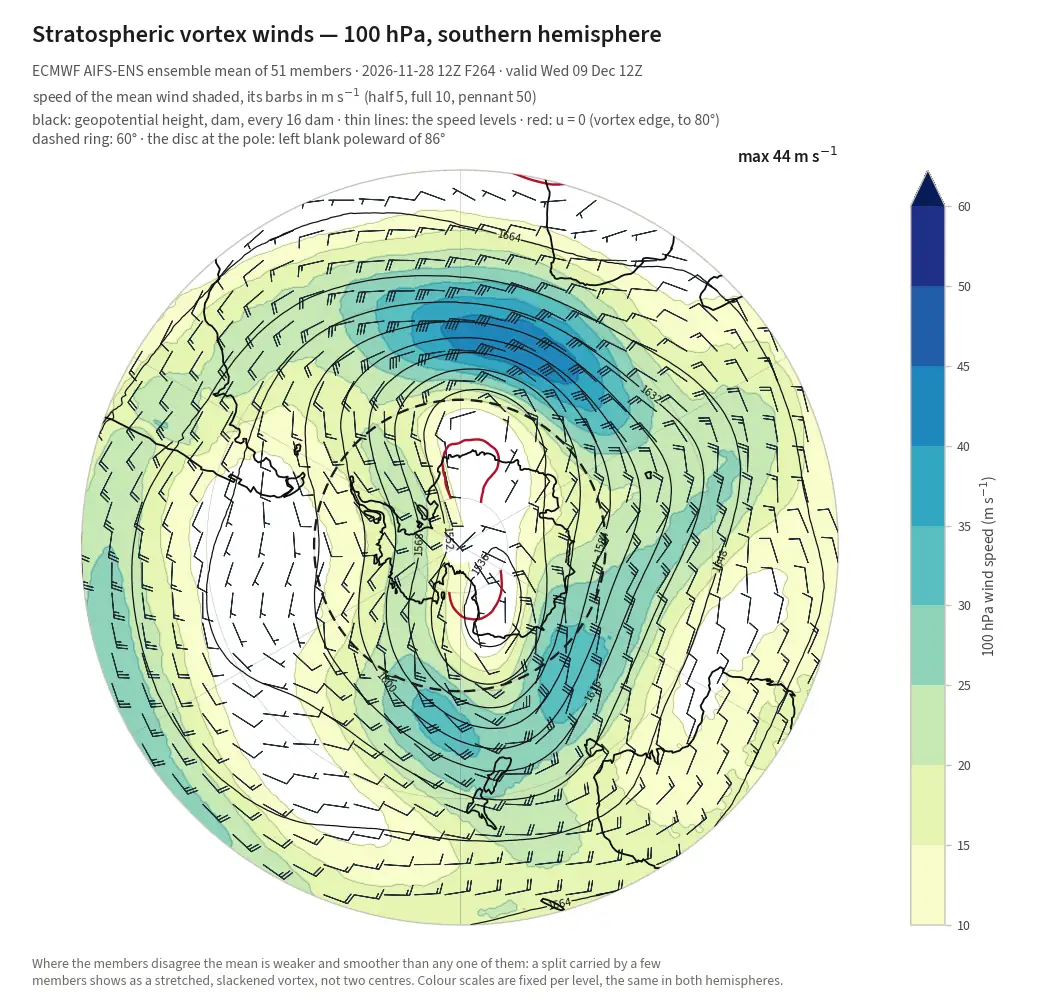 Stratospheric vortex winds — 100 hPa, southern hemisphere
ECMWF AIFS-ENS ensemble mean of 51 members · 2026-11-28 12Z F264 · valid Wed 09 Dec 12Z
speed of the mean wind shaded, its barbs in m s⁻¹ (half 5, full 10, pennant 50)
black: geopotential height, dam, every 16 dam · thin lines: the speed levels · red: u = 0 (vortex edge, to 80°)
dashed ring: 60° · the disc at the pole: left blank poleward of 86°
max 44 m s⁻¹
60
50
45
40
35
30
25
20
15
10
100 hPa wind speed (m s⁻¹)
1664
1632
1648
1568
1552
1536
1616
1664
Where the members disagree the mean is weaker and smoother than any one of them: a split carried by a few
members shows as a stretched, slackened vortex, not two centres. Colour scales are fixed per level, the same in both hemispheres.